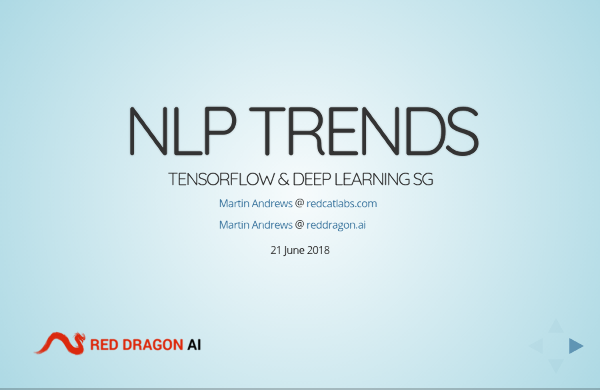 NLP TRENDS
TENSORFLOW & DEEP LEARNING SG
Martin Andrews @ redcatlabs.com
Martin Andrews @ reddragon.ai
21 June 2018
RED DRAGON AI